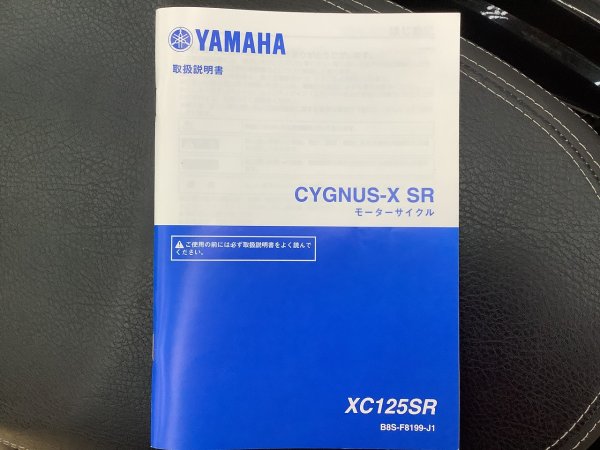 YAMAHA
取扱説明書
CYGNUS-X SR
モーターサイクル
ご使用の前には必ず取扱説明書をよく読んで
ください。
XC125SR
B8S-F8199-J1